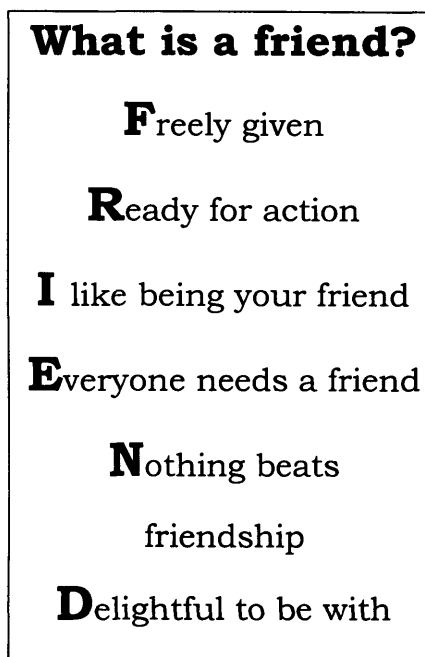 What is a friend?
Freely given
Ready for action
I like being your friend
Everyone needs a friend
Nothing beats
friendship
Delightful to be with